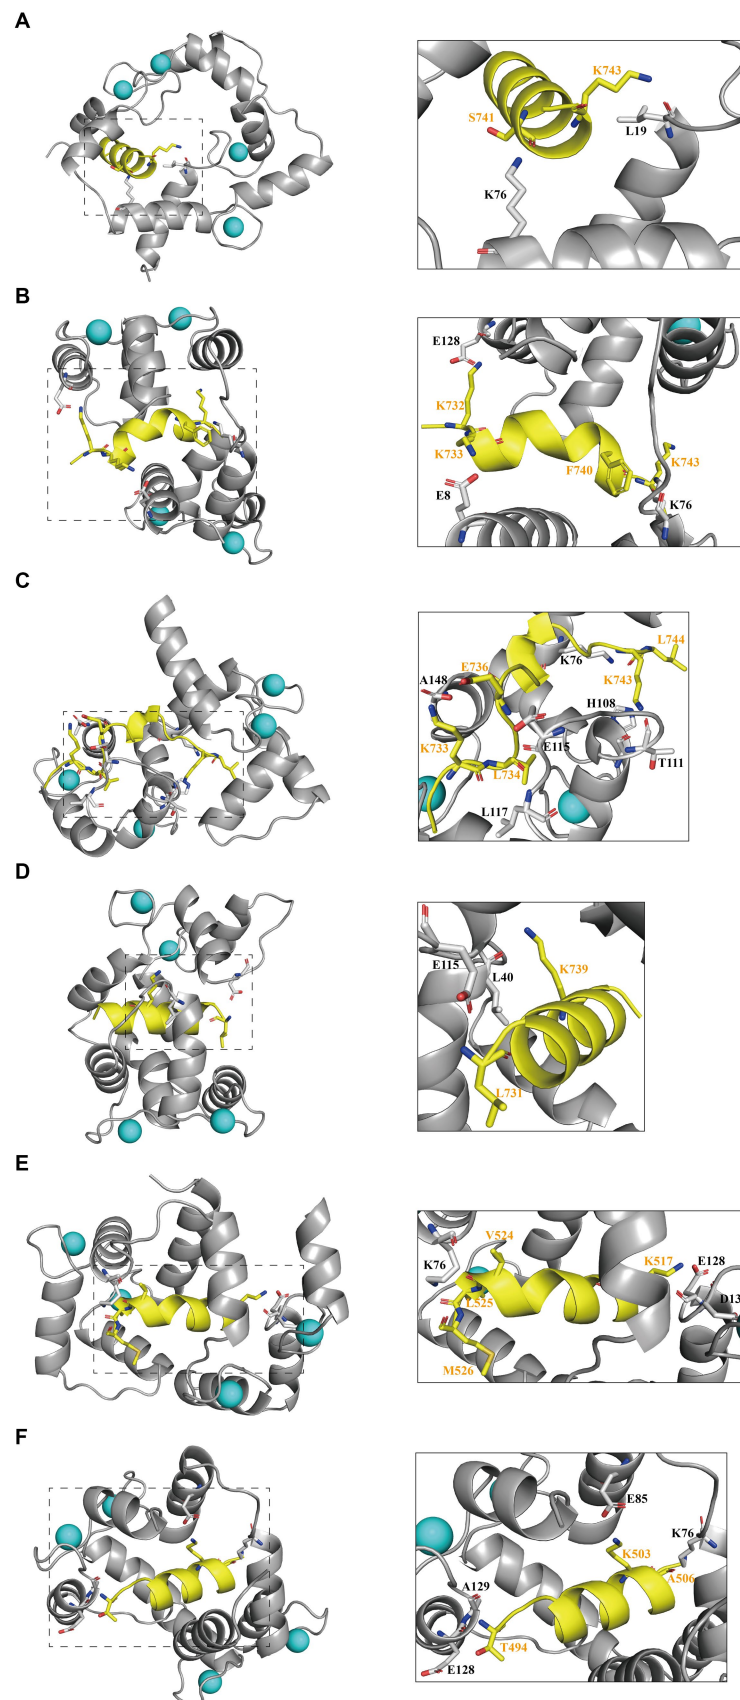 A
K743
S741
L19
K76
B
E128
K732
K733
F740
K743
E8
K76
C
L744
K76
E736
A148
K743
H108
K733
E115
L734
T111
L117
D
E115
K739
L40
L731
E
V524
K76
K517
E128
L525
D13
M526
F
E85
K76
K503
A506
A129
T494
E128